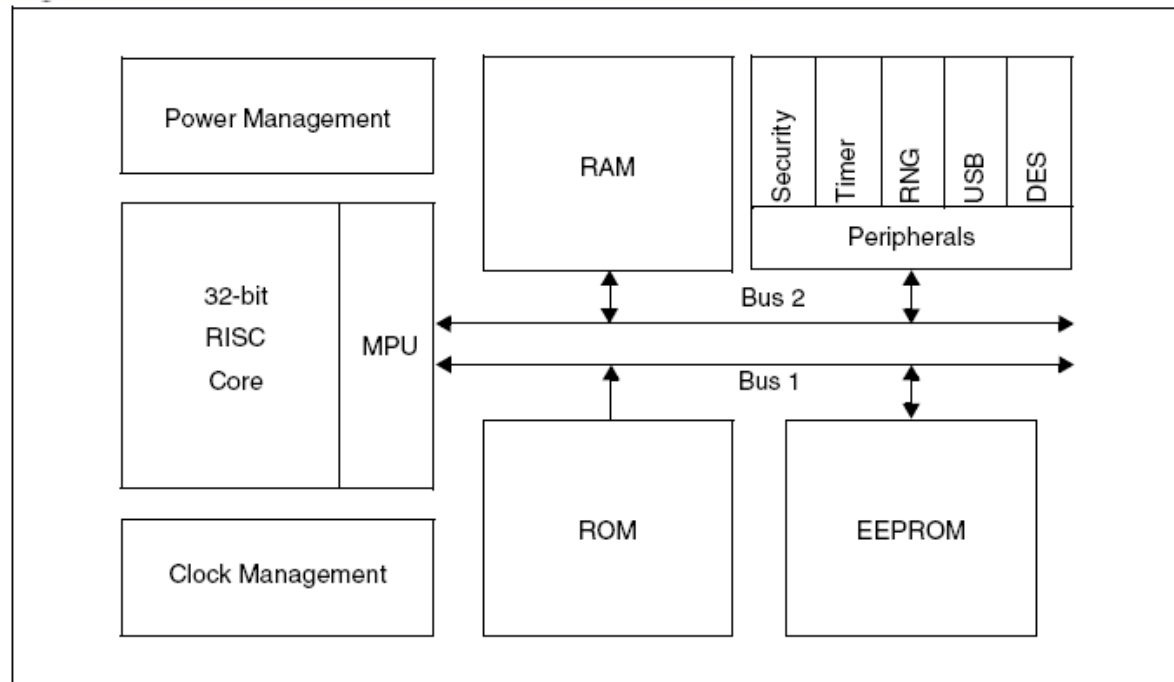 Power Management
RAM
Security
Timer
RNG
USB
DES
Peripherals
32-bit
RISC
Core
MPU
Bus 2
Bus 1
ROM
EEPROM
Clock Management